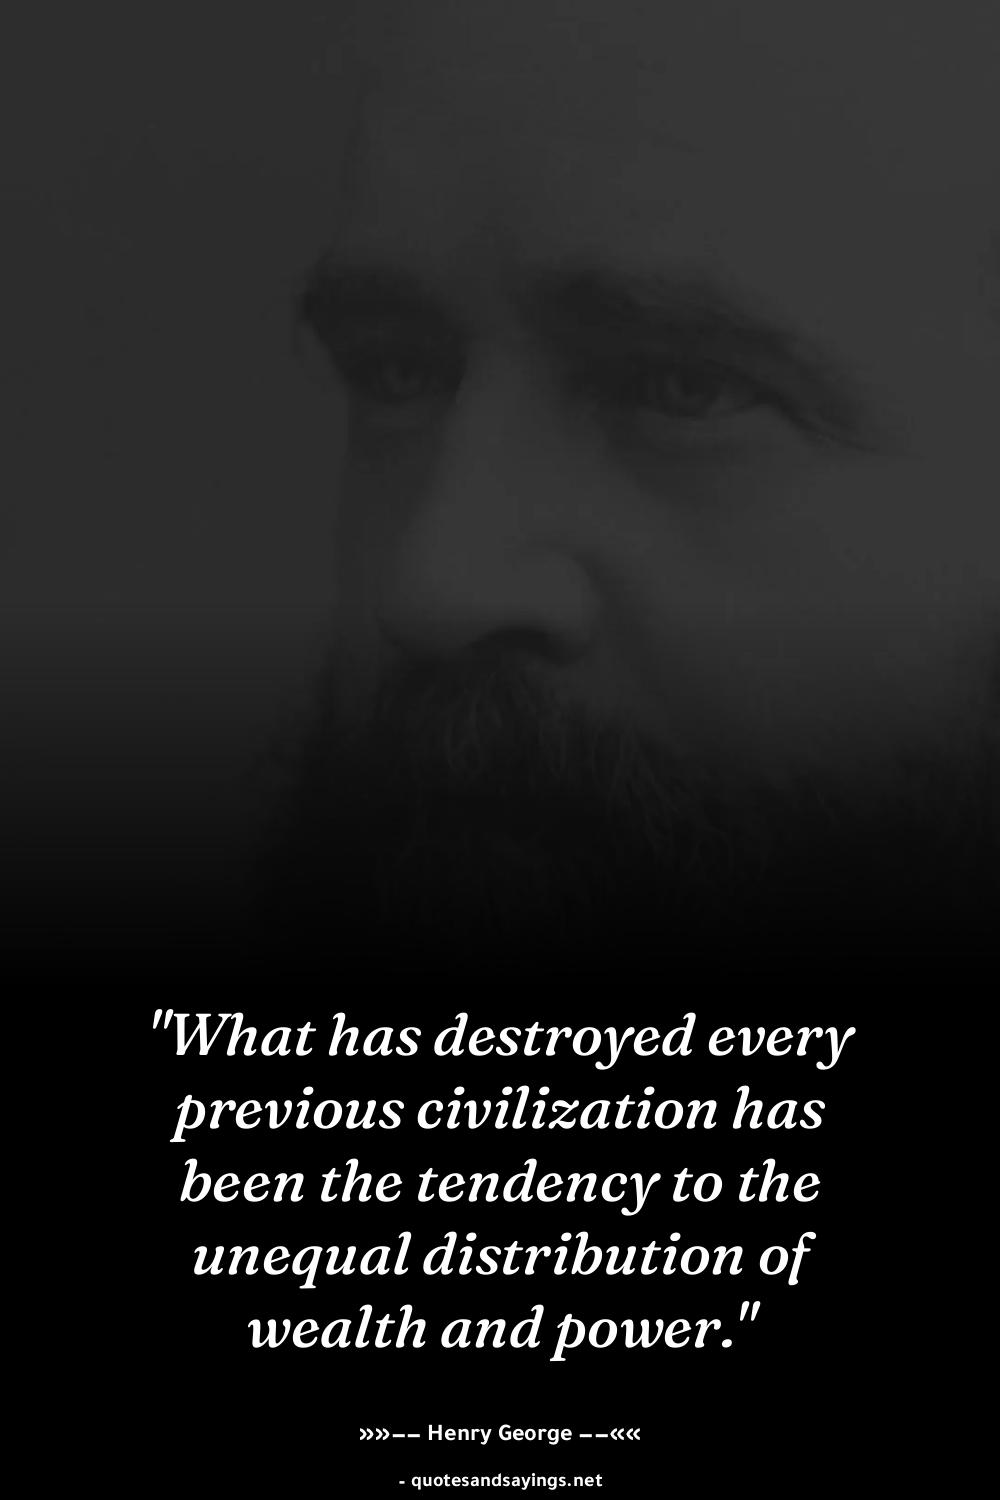 "What has destroyed every
previous civilization has
been the tendency to the
unequal distribution of
wealth and power."
»»–– Henry George ––««
- quotesandsayings.net